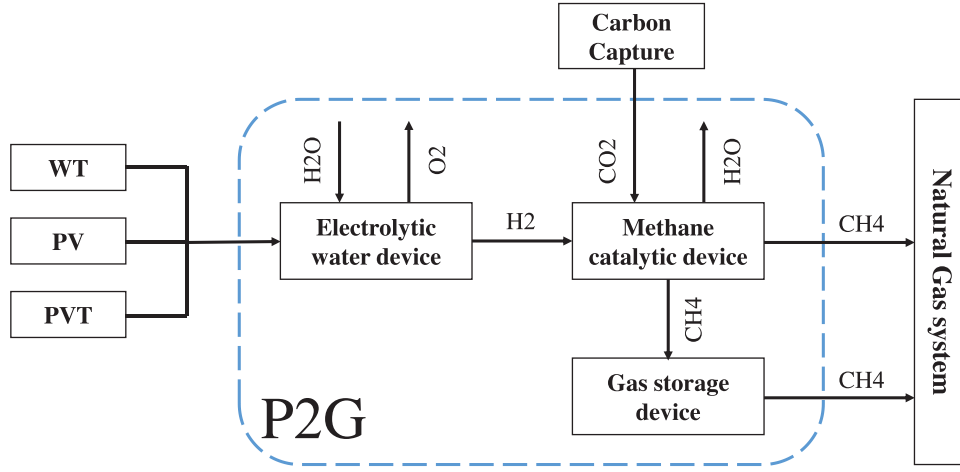 Carbon
Capture
WT
PV
PVT
H2O
O2
CO2
H2O
Electrolytic
water device
H2
Methane
catalytic device
CH4
CH4
Gas storage
device
CH4
Natural Gas system
P2G